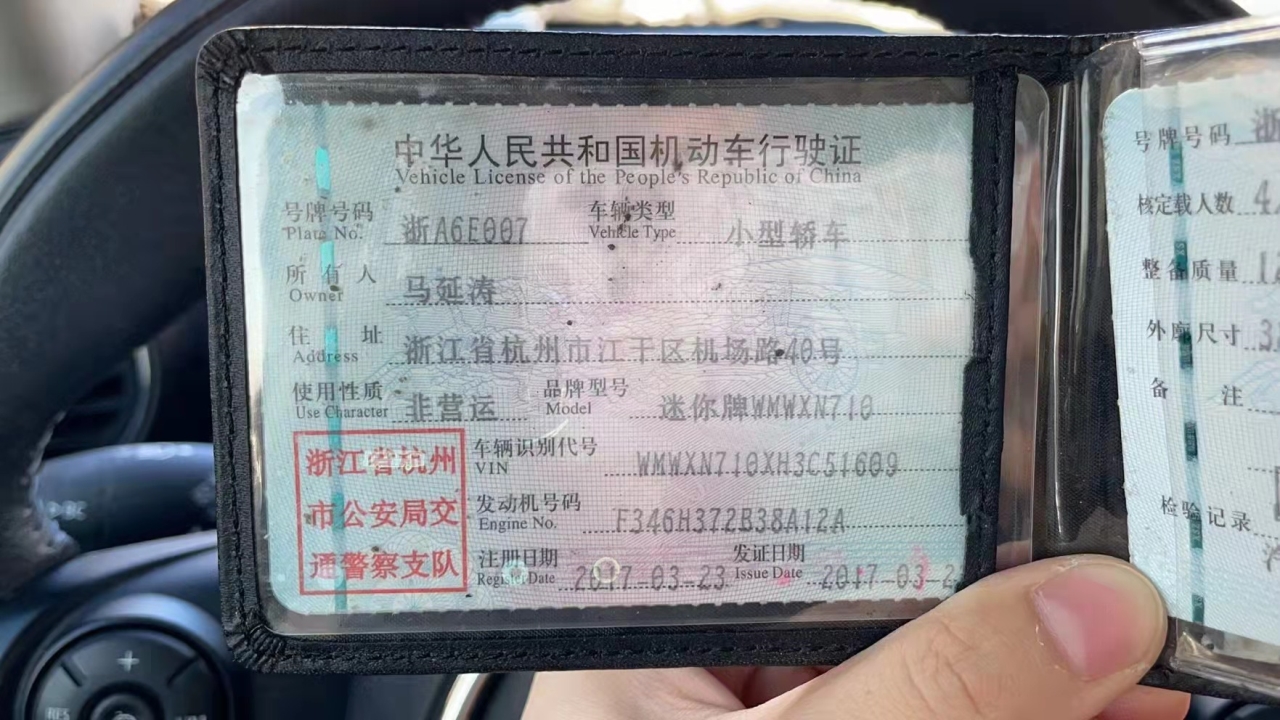 中华人民共和国机动车行驶证
Vehicle License of the People's Republic of China
号牌号码 浙A6E007 车辆类型 小型轿车
Plate No. Vehicle Type
所有人 马延涛
Owner
住址 浙江省杭州市江干区机场路40号
Address
使用性质 非营运 品牌型号 迷你牌WMWXN710
Use Character Model
浙江省杭州
市公安局交
通警察支队
车辆识别代号 WMWXN710XH3C51609
VIN
发动机号码 F346H372B38A12A
Engine No.
注册日期 2017-03-23 发证日期 2017-03-2
Register Date Issue Date
号牌号码 浙
核定载人数 4
整备质量
外廓尺寸 3
备注
检验记录
RES